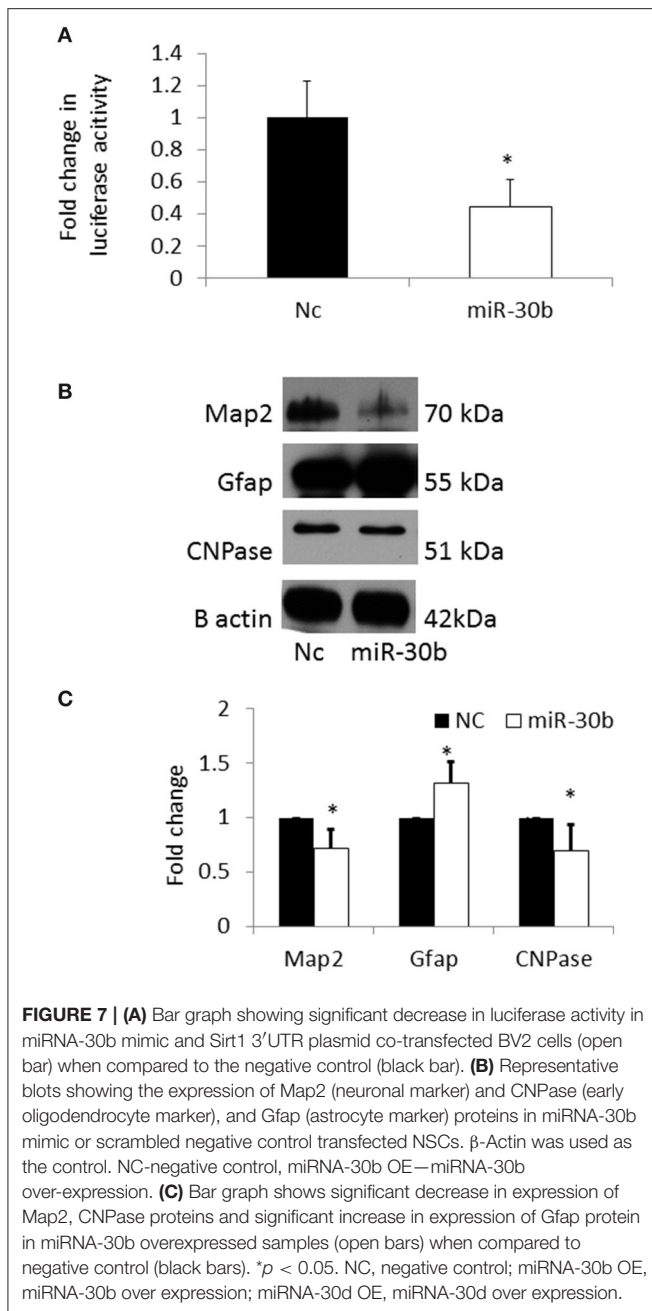 A
1.4
1.2
1
0.8
0.6
0.4
0.2
0
Fold change in
luciferase acitivity
*
Nc
miR-30b
B
Map2
70 kDa
Gfap
55 kDa
CNPase
51 kDa
B actin
42kDa
Nc
miR-30b
C
2
1.5
1
0.5
0
Fold change
NC
miR-30b
*
*
*
Map2
Gfap
CNPase
FIGURE 7 | (A) Bar graph showing significant decrease in luciferase activity in
miRNA-30b mimic and Sirt1 3′UTR plasmid co-transfected BV2 cells (open
bar) when compared to the negative control (black bar). (B) Representative
blots showing the expression of Map2 (neuronal marker) and CNPase (early
oligodendrocyte marker), and Gfap (astrocyte marker) proteins in miRNA-30b
mimic or scrambled negative control transfected NSCs. β-Actin was used as
the control. NC-negative control, miRNA-30b OE—miRNA-30b
over-expression. (C) Bar graph shows significant decrease in expression of
Map2, CNPase proteins and significant increase in expression of Gfap protein
in miRNA-30b overexpressed samples (open bars) when compared to
negative control (black bars). *p < 0.05. NC, negative control; miRNA-30b OE,
miRNA-30b over expression; miRNA-30d OE, miRNA-30d over expression.